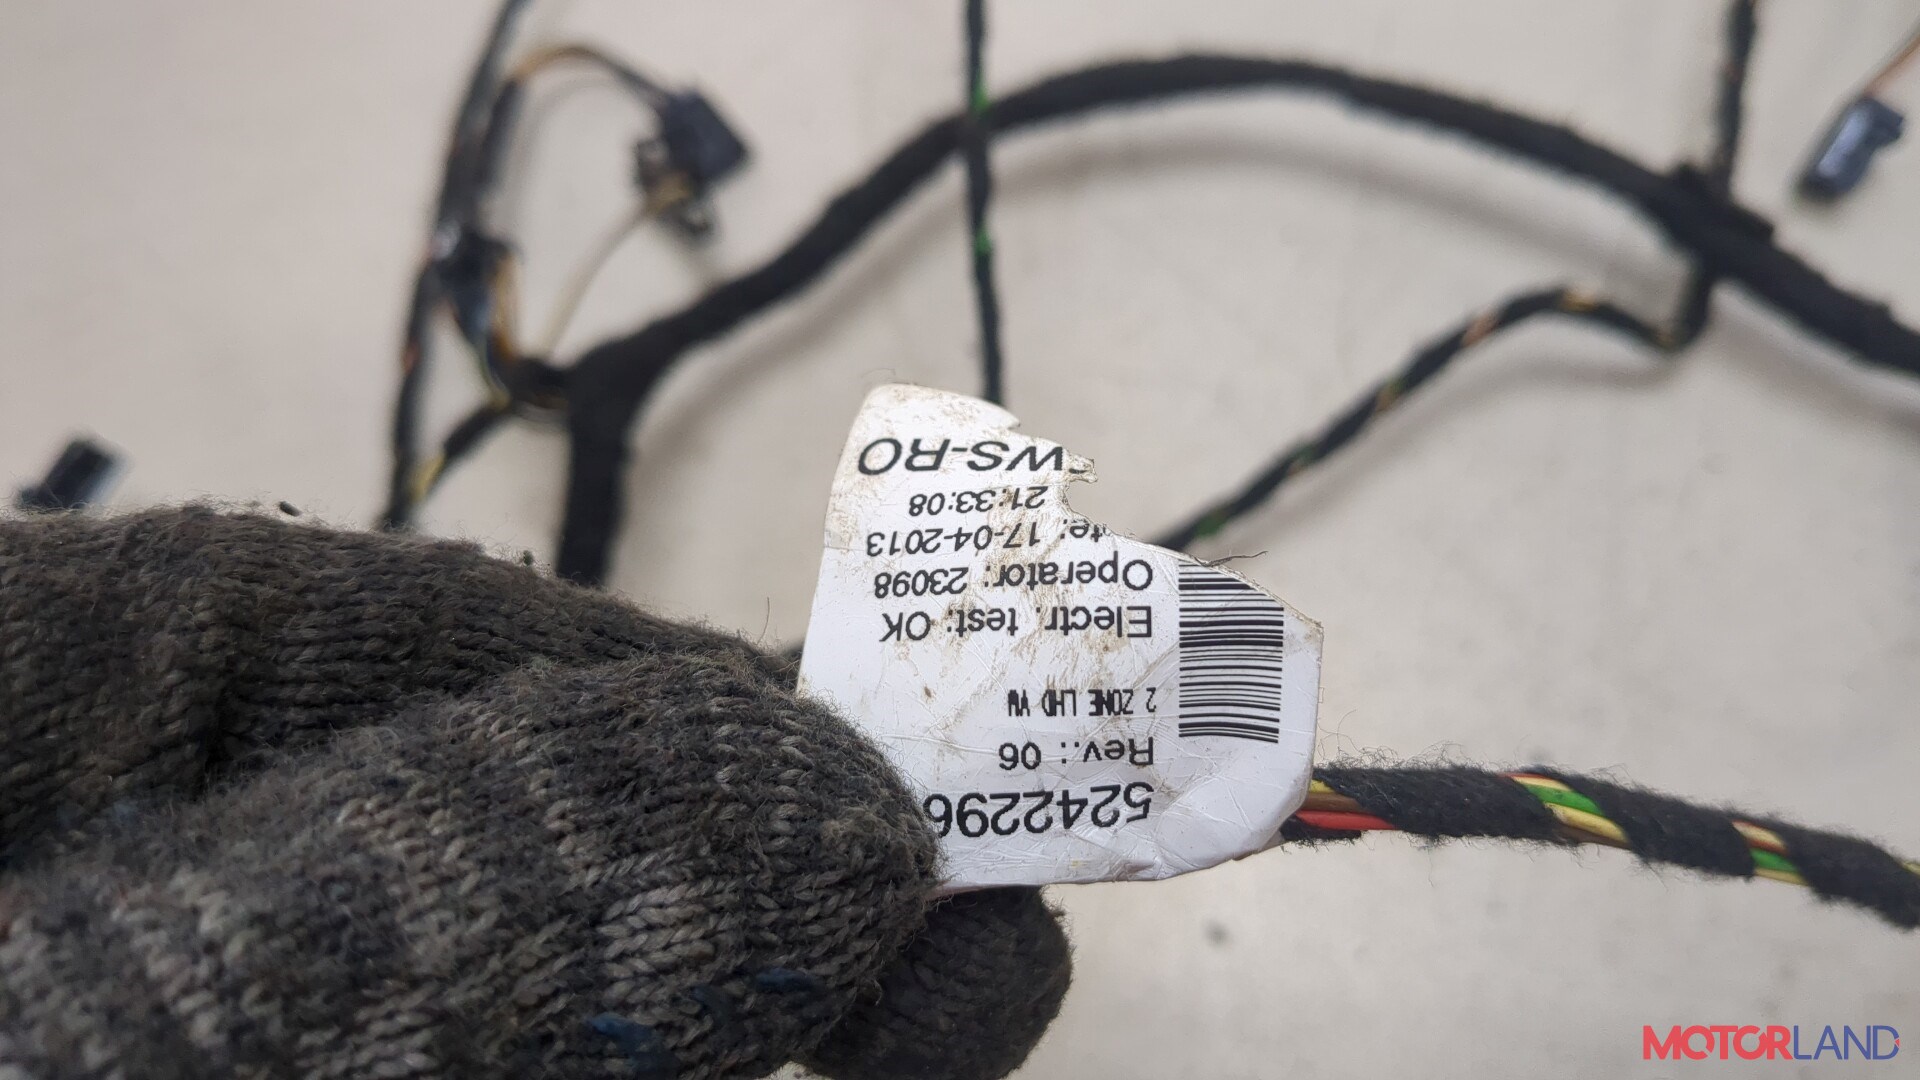 5242296
Rev.: 06
2 ZONE LHD VW
Electr. test: OK
Operator: 23098
te: 17-04-2013
21:33:08
WS-RO
MOTORLAND